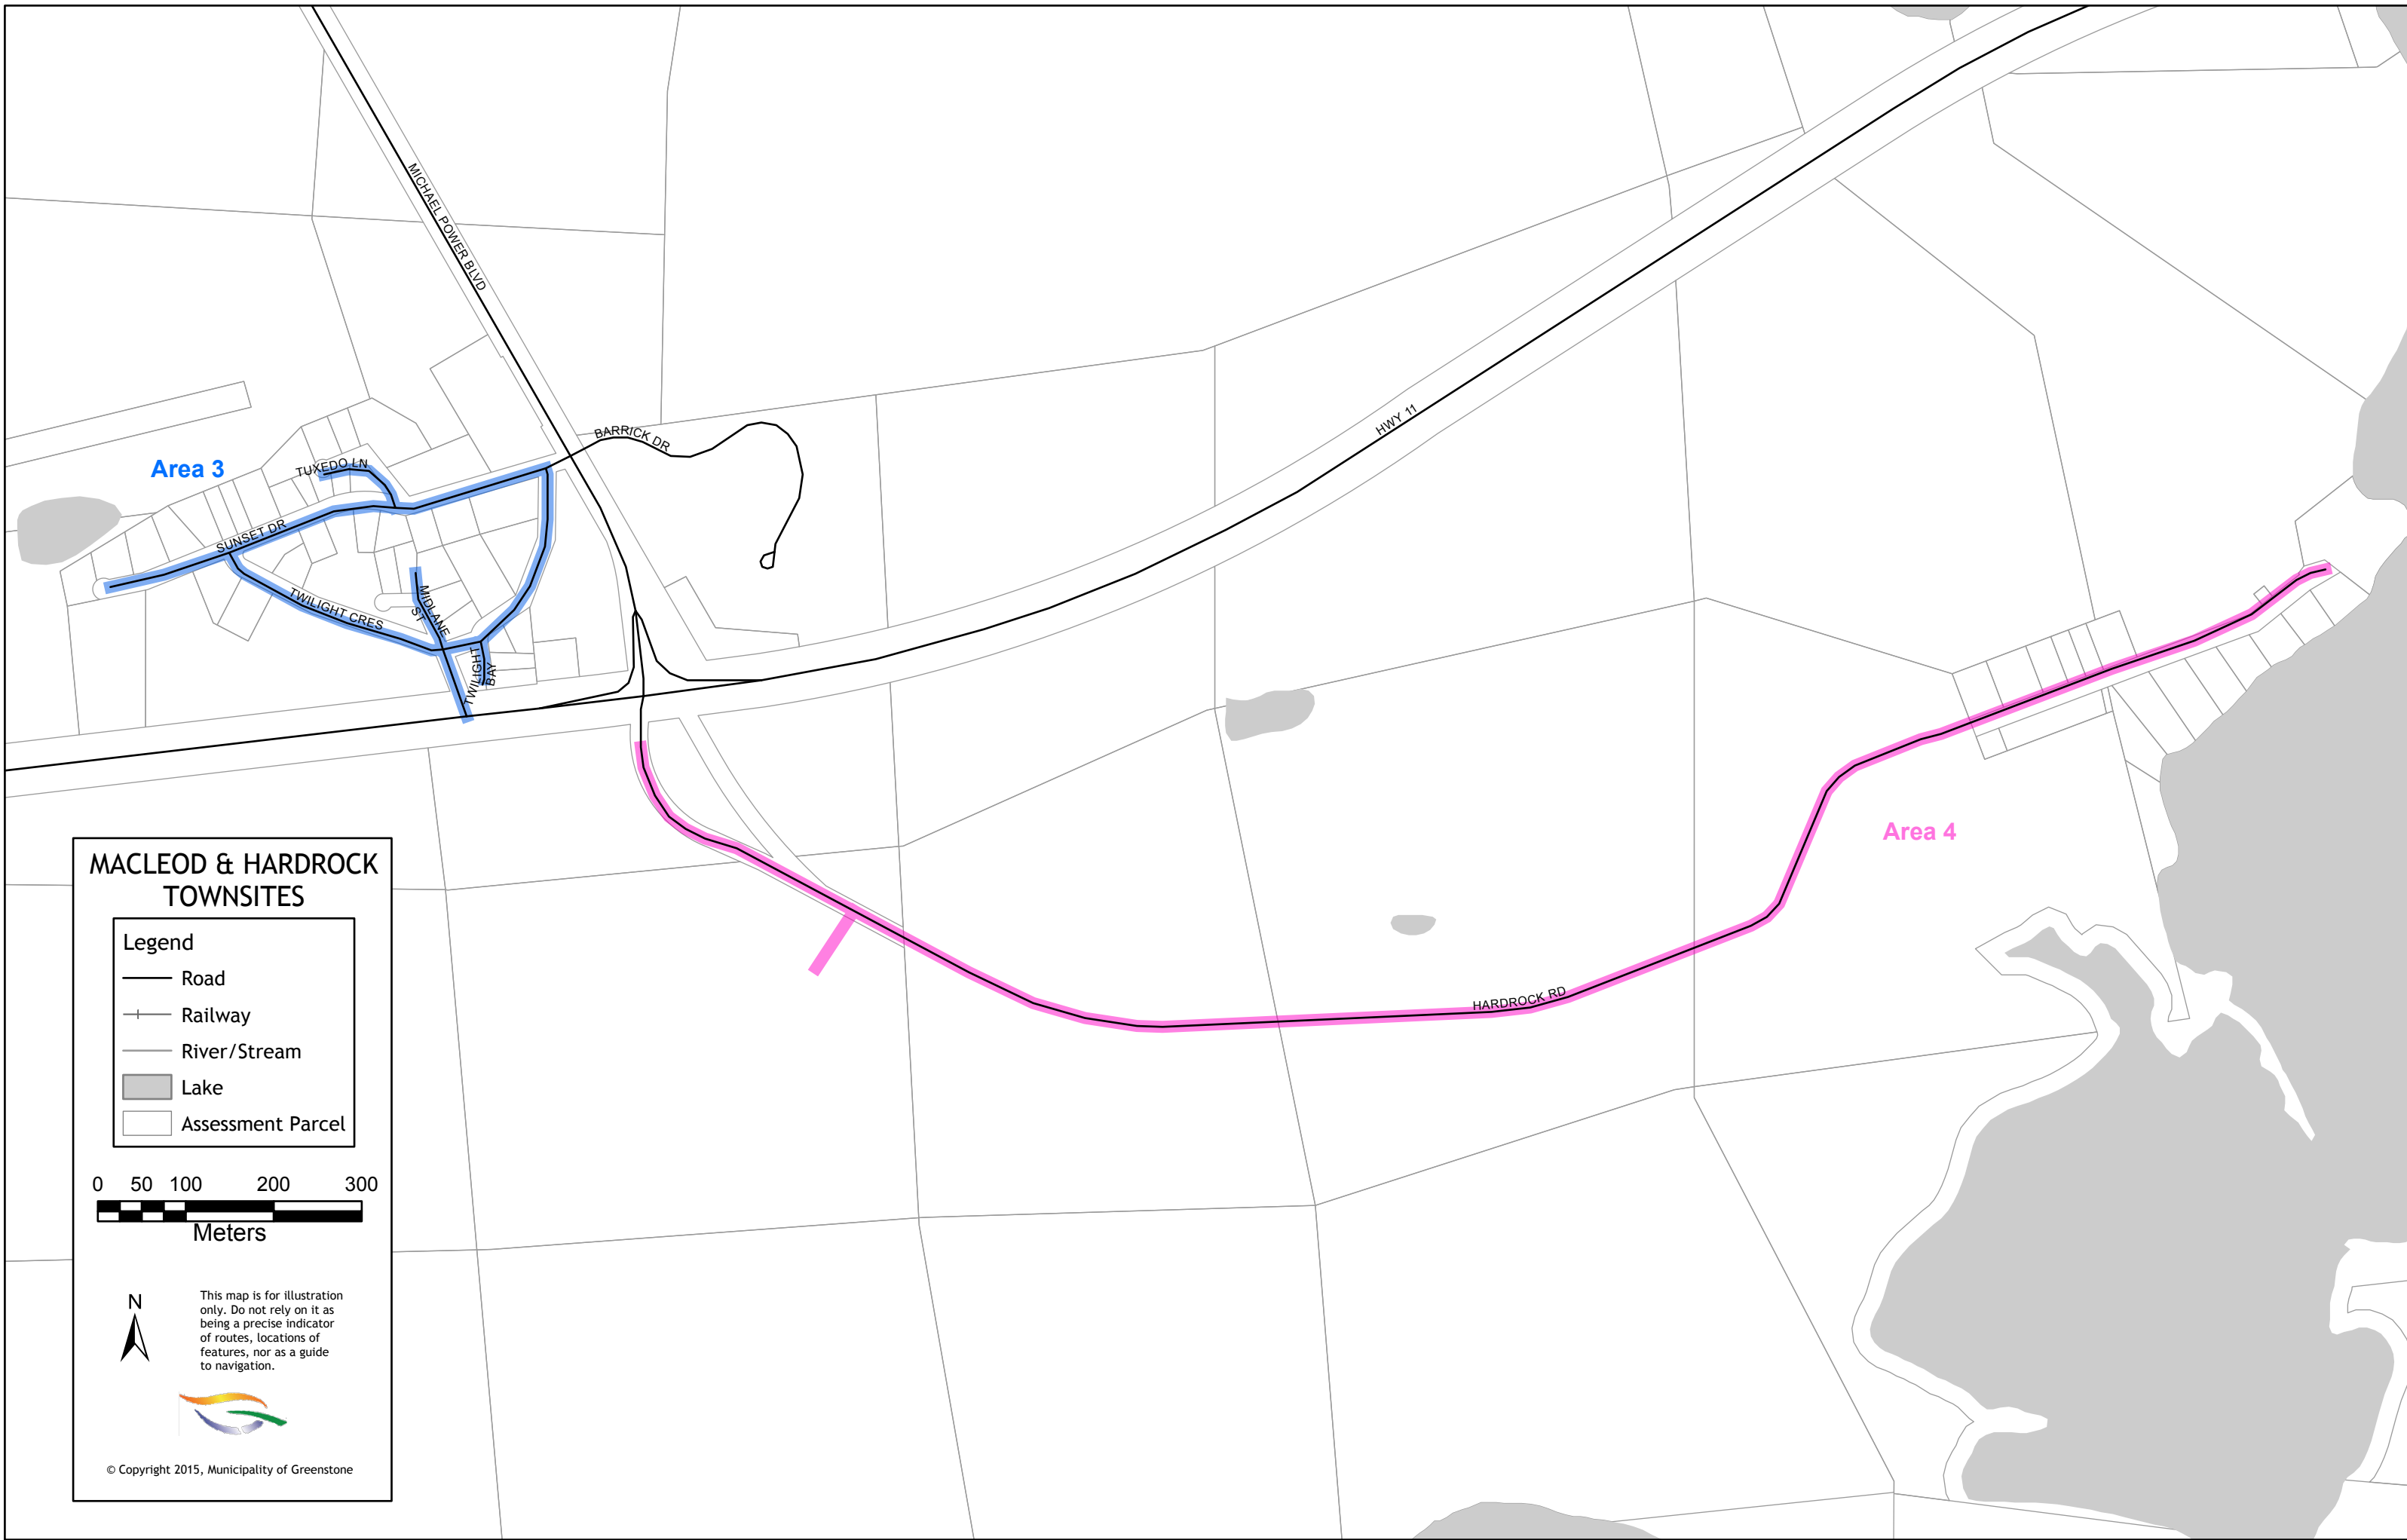 MICHAEL POWER BLVD
HWY 11
BARRICK DR
Area 3
TUXEDO LN
SUNSET DR
TWILIGHT CRES
MIDLANE
ST
TWILIGHT
BAY
Area 4
HARDROCK RD
MACLEOD & HARDROCK
TOWNSITES
Legend
Road
Railway
River/Stream
Lake
Assessment Parcel
0 50 100 200 300
Meters
N
This map is for illustration
only. Do not rely on it as
being a precise indicator
of routes, locations of
features, nor as a guide
to navigation.
© Copyright 2015, Municipality of Greenstone